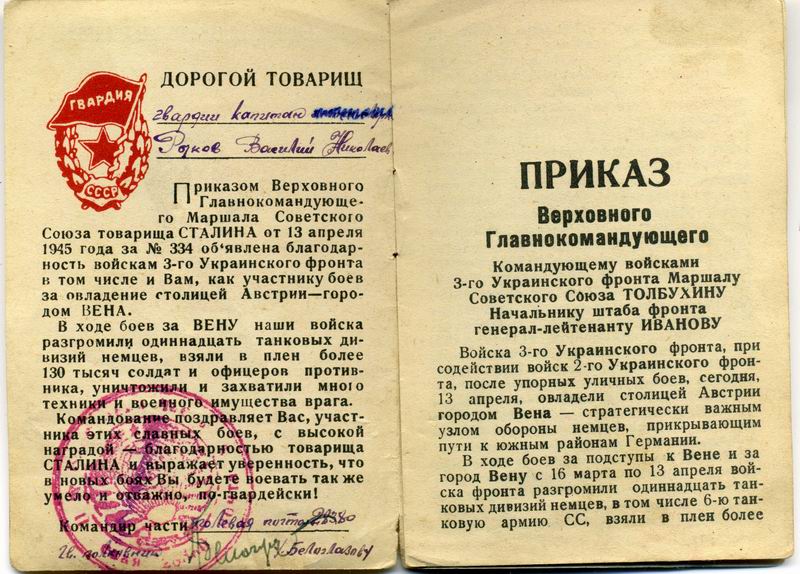 ГВАРДИЯ
СССР
ДОРОГОЙ ТОВАРИЩ
гвардии капитан
Рыков Василий Николаев
Приказом Верховного
Главнокомандующе-
го Маршала Советского
Союза товарища СТАЛИНА от 13 апреля
1945 года за № 334 об'явлена благодар-
ность войскам 3-го Украинского фронта
в том числе и Вам, как участнику боев
за овладение столицей Австрии—горо-
дом ВЕНА.
В ходе боев за ВЕНУ наши войска
разгромили одиннадцать танковых ди-
визий немцев, взяли в плен более
130 тысяч солдат и офицеров против-
ника, уничтожили и захватили много
техники и военного имущества врага.
Командование поздравляет Вас, участ-
ника этих славных боев, с высокой
наградой — благодарностью товарища
СТАЛИНА и выражает уверенность, что
в новых боях Вы будете воевать так же
умело и отважно, по-гвардейски!
Командир части полевая почта
гв. полковник /Белоглазов/
ПРИКАЗ
Верховного
Главнокомандующего
Командующему войсками
3-го Украинского фронта Маршалу
Советского Союза ТОЛБУХИНУ
Начальнику штаба фронта
генерал-лейтенанту ИВАНОВУ
Войска 3-го Украинского фронта, при
содействии войск 2-го Украинского фрон-
та, после упорных уличных боев, сегодня,
13 апреля, овладели столицей Австрии
городом Вена — стратегически важным
узлом обороны немцев, прикрывающим
пути к южным районам Германии.
В ходе боев за подступы к Вене и за
город Вену с 16 марта по 13 апреля вой-
ска фронта разгромили одиннадцать тан-
ковых дивизий немцев, в том числе 6-ю тан-
ковую армию СС, взяли в плен более